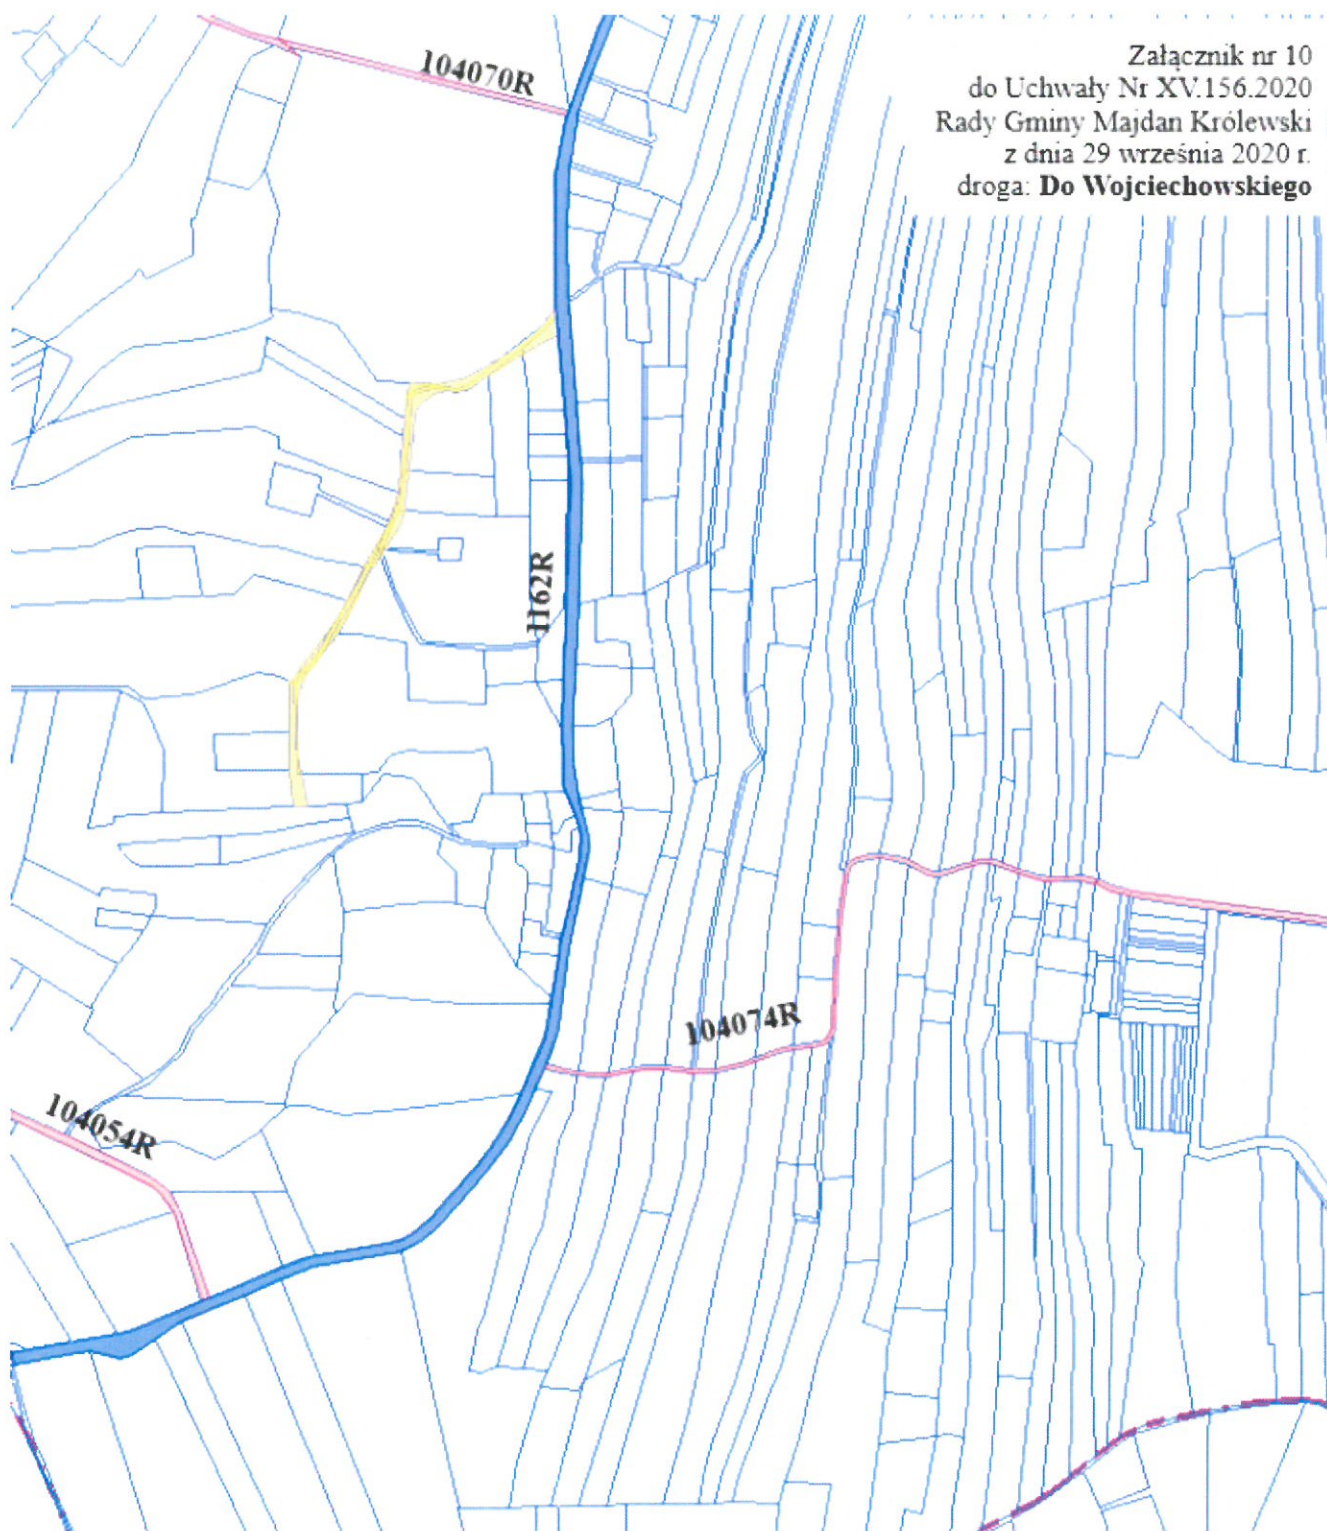 Załącznik nr 10
do Uchwały Nr XV.156.2020
Rady Gminy Majdan Królewski
z dnia 29 września 2020 r.
droga: Do Wojciechowskiego
104070R
1162R
104074R
104054R